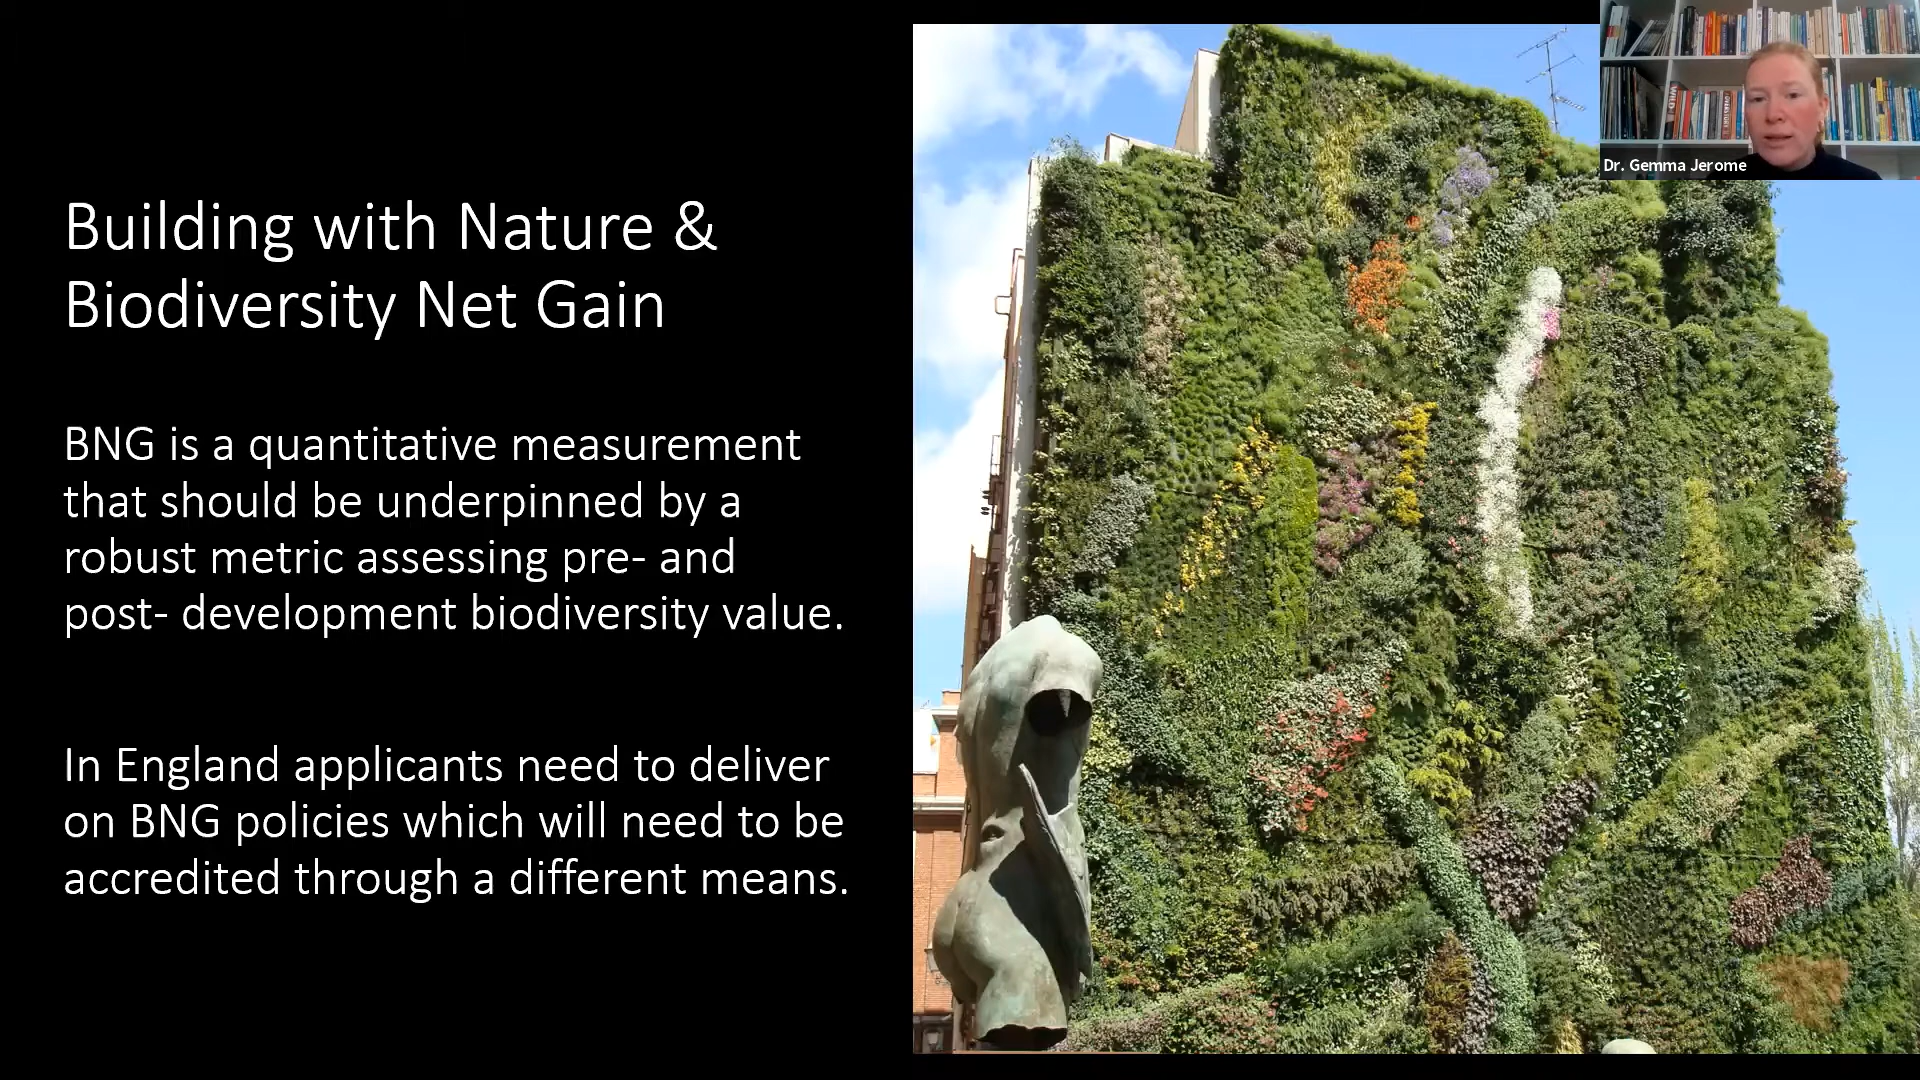 Building with Nature &
Biodiversity Net Gain
BNG is a quantitative measurement
that should be underpinned by a
robust metric assessing pre- and
post- development biodiversity value.
In England applicants need to deliver
on BNG policies which will need to be
accredited through a different means.
WILD
Dr. Gemma Jerome